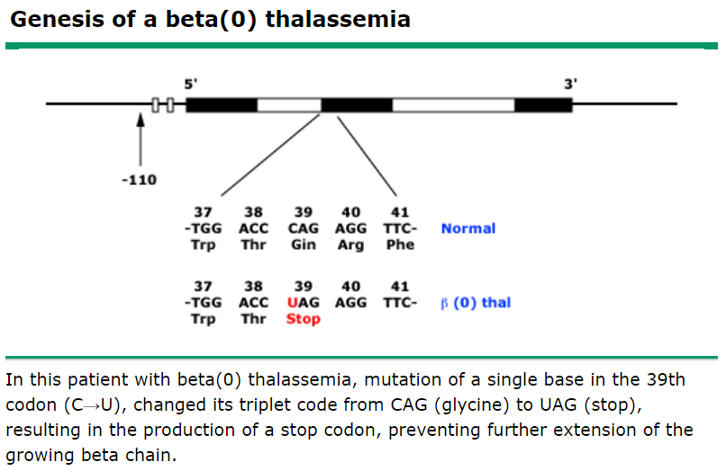 Genesis of a beta(0) thalassemia
5' 3'
-110
37 38 39 40 41
-TGG ACC CAG AGG TTC- Normal
Trp Thr Gin Arg Phe
37 38 39 40 41
-TGG ACC UAG AGG TTC- β (0) thal
Trp Thr Stop
In this patient with beta(0) thalassemia, mutation of a single base in the 39th
codon (C→U), changed its triplet code from CAG (glycine) to UAG (stop),
resulting in the production of a stop codon, preventing further extension of the
growing beta chain.